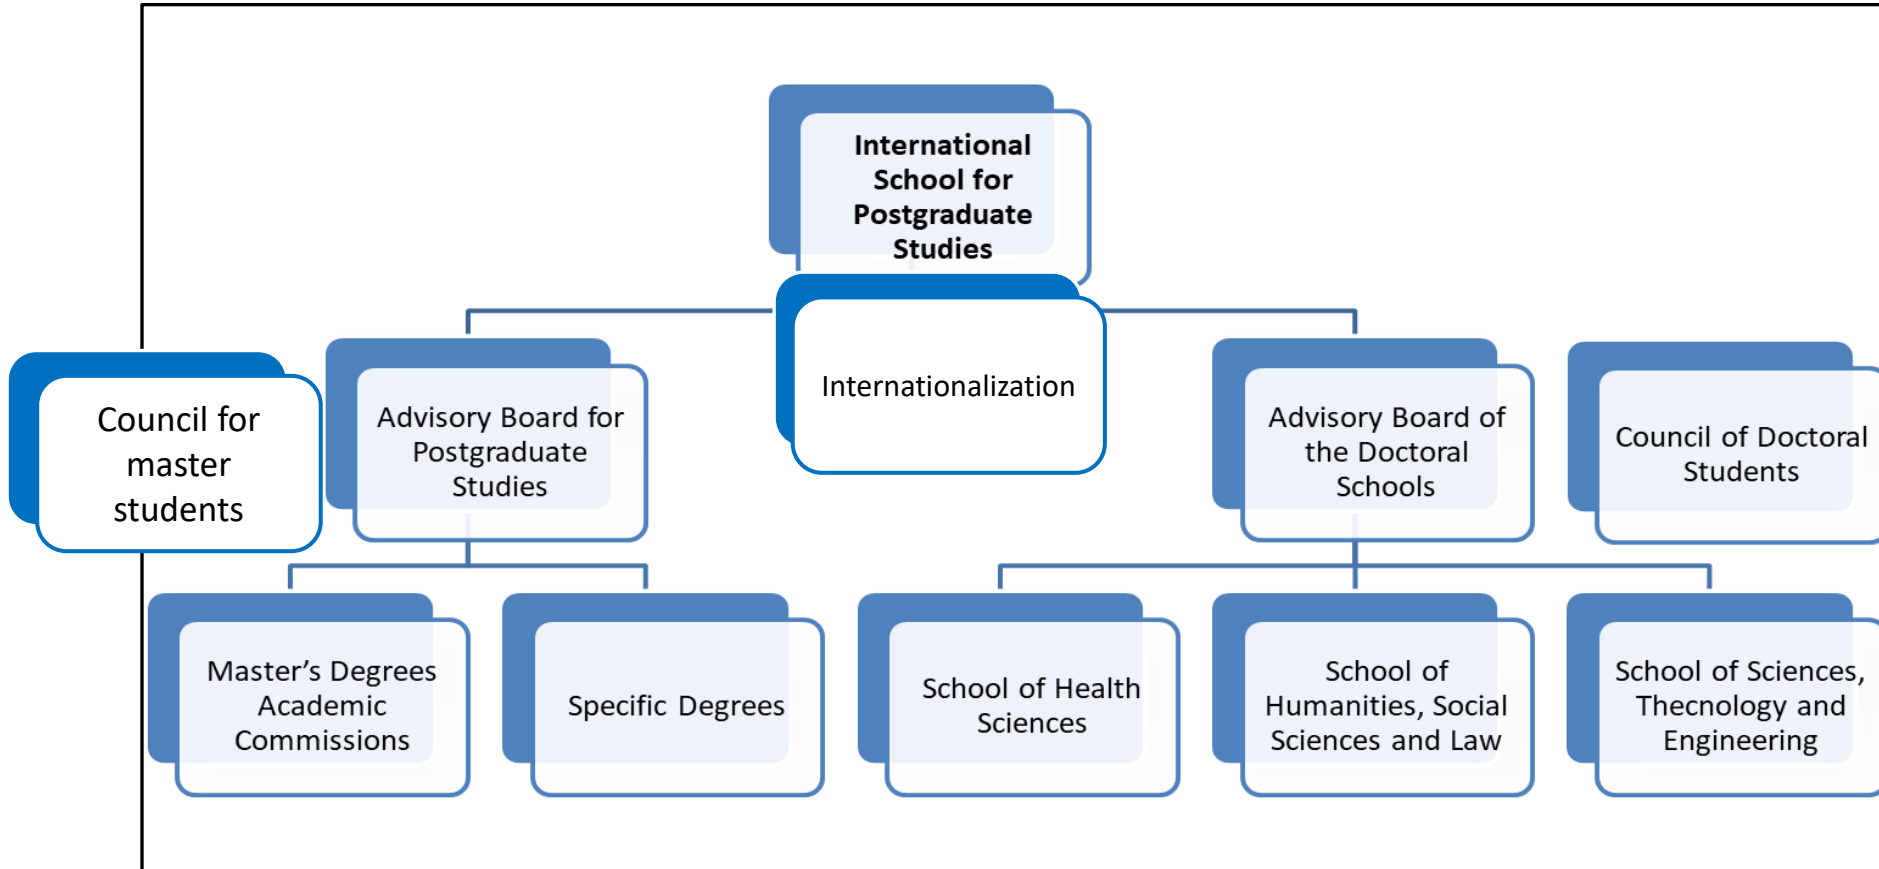 International
School for
Postgraduate
Studies
Internationalization
Council for
master
students
Advisory Board for
Postgraduate
Studies
Advisory Board of
the Doctoral
Schools
Council of Doctoral
Students
Master’s Degrees
Academic
Commissions
Specific Degrees
School of Health
Sciences
School of
Humanities, Social
Sciences and Law
School of Sciences,
Thecnology and
Engineering